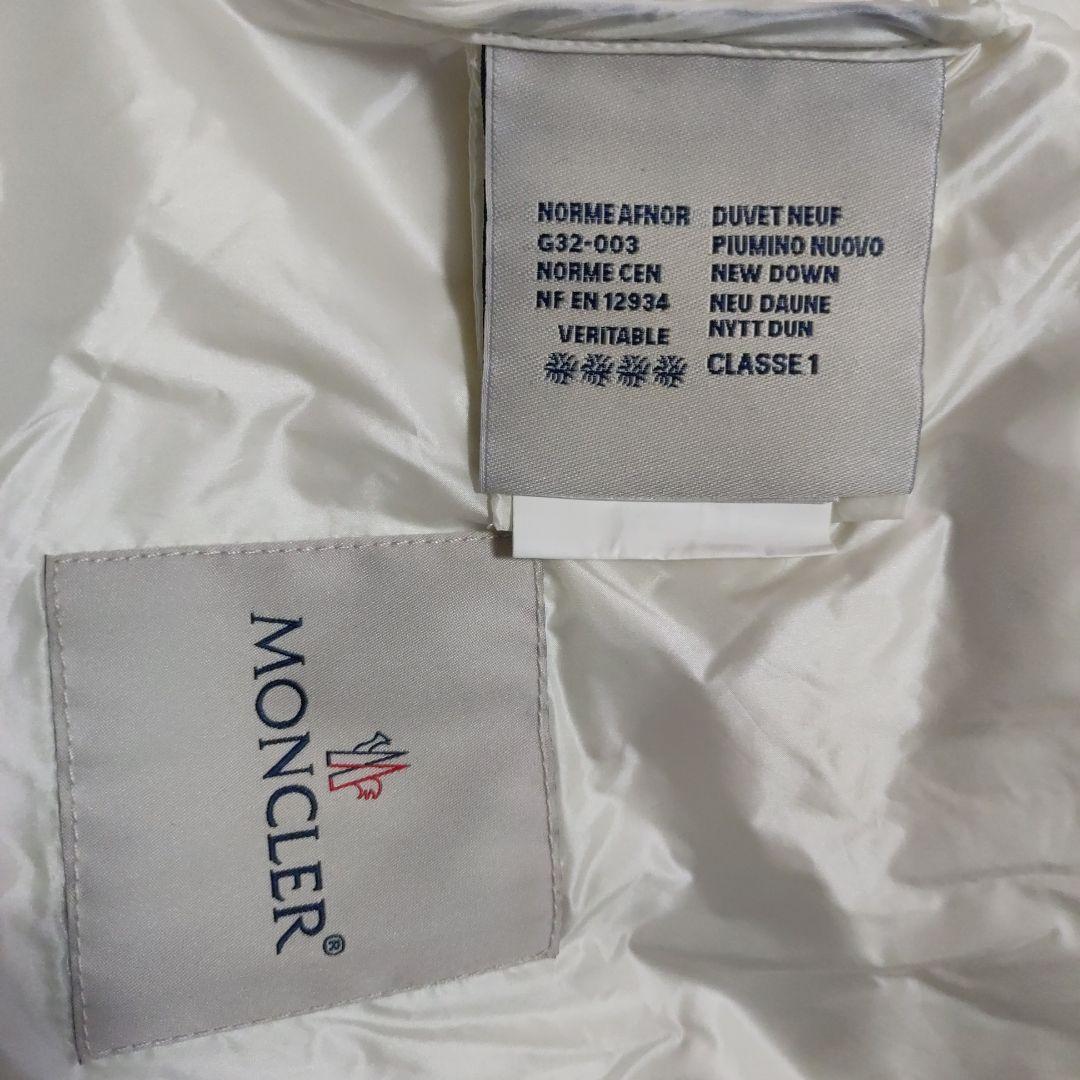 NORME AFNOR
G32-003
NORME CEN
NF EN 12934
VERITABLE
DUVET NEUF
PIUMINO NUOVO
NEW DOWN
NEU DAUNE
NYTT DUN
CLASSE 1
MONCLER®